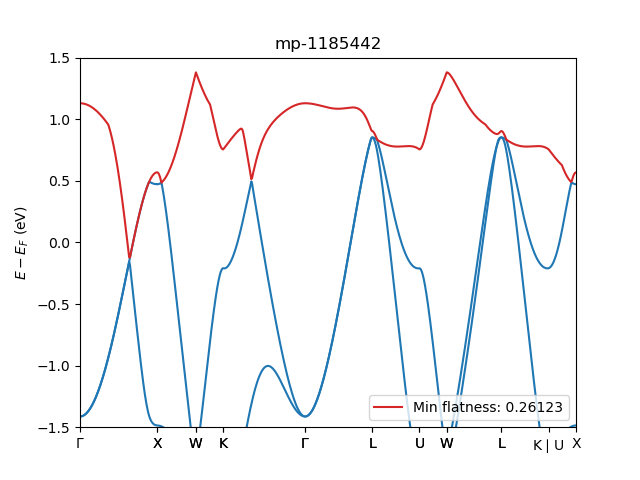 mp-1185442
E − E_F (eV)
1.5
1.0
0.5
0.0
−0.5
−1.0
−1.5
Min flatness: 0.26123
Γ X W K Γ L U W L K | U X